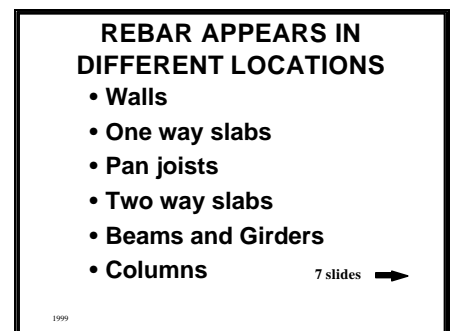 REBAR APPEARS IN
DIFFERENT LOCATIONS
• Walls
• One way slabs
• Pan joists
• Two way slabs
• Beams and Girders
• Columns 7 slides
1999